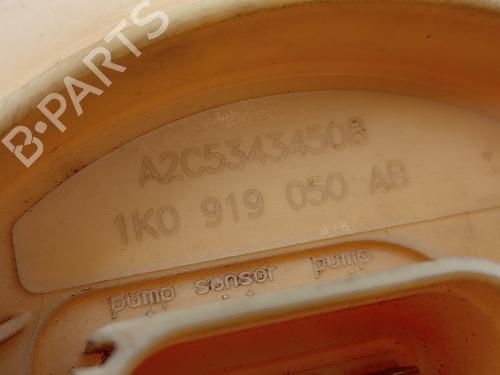 B-PARTS
A2C53434508
1K0 919 050 AB
pump sensor pump
- + - +